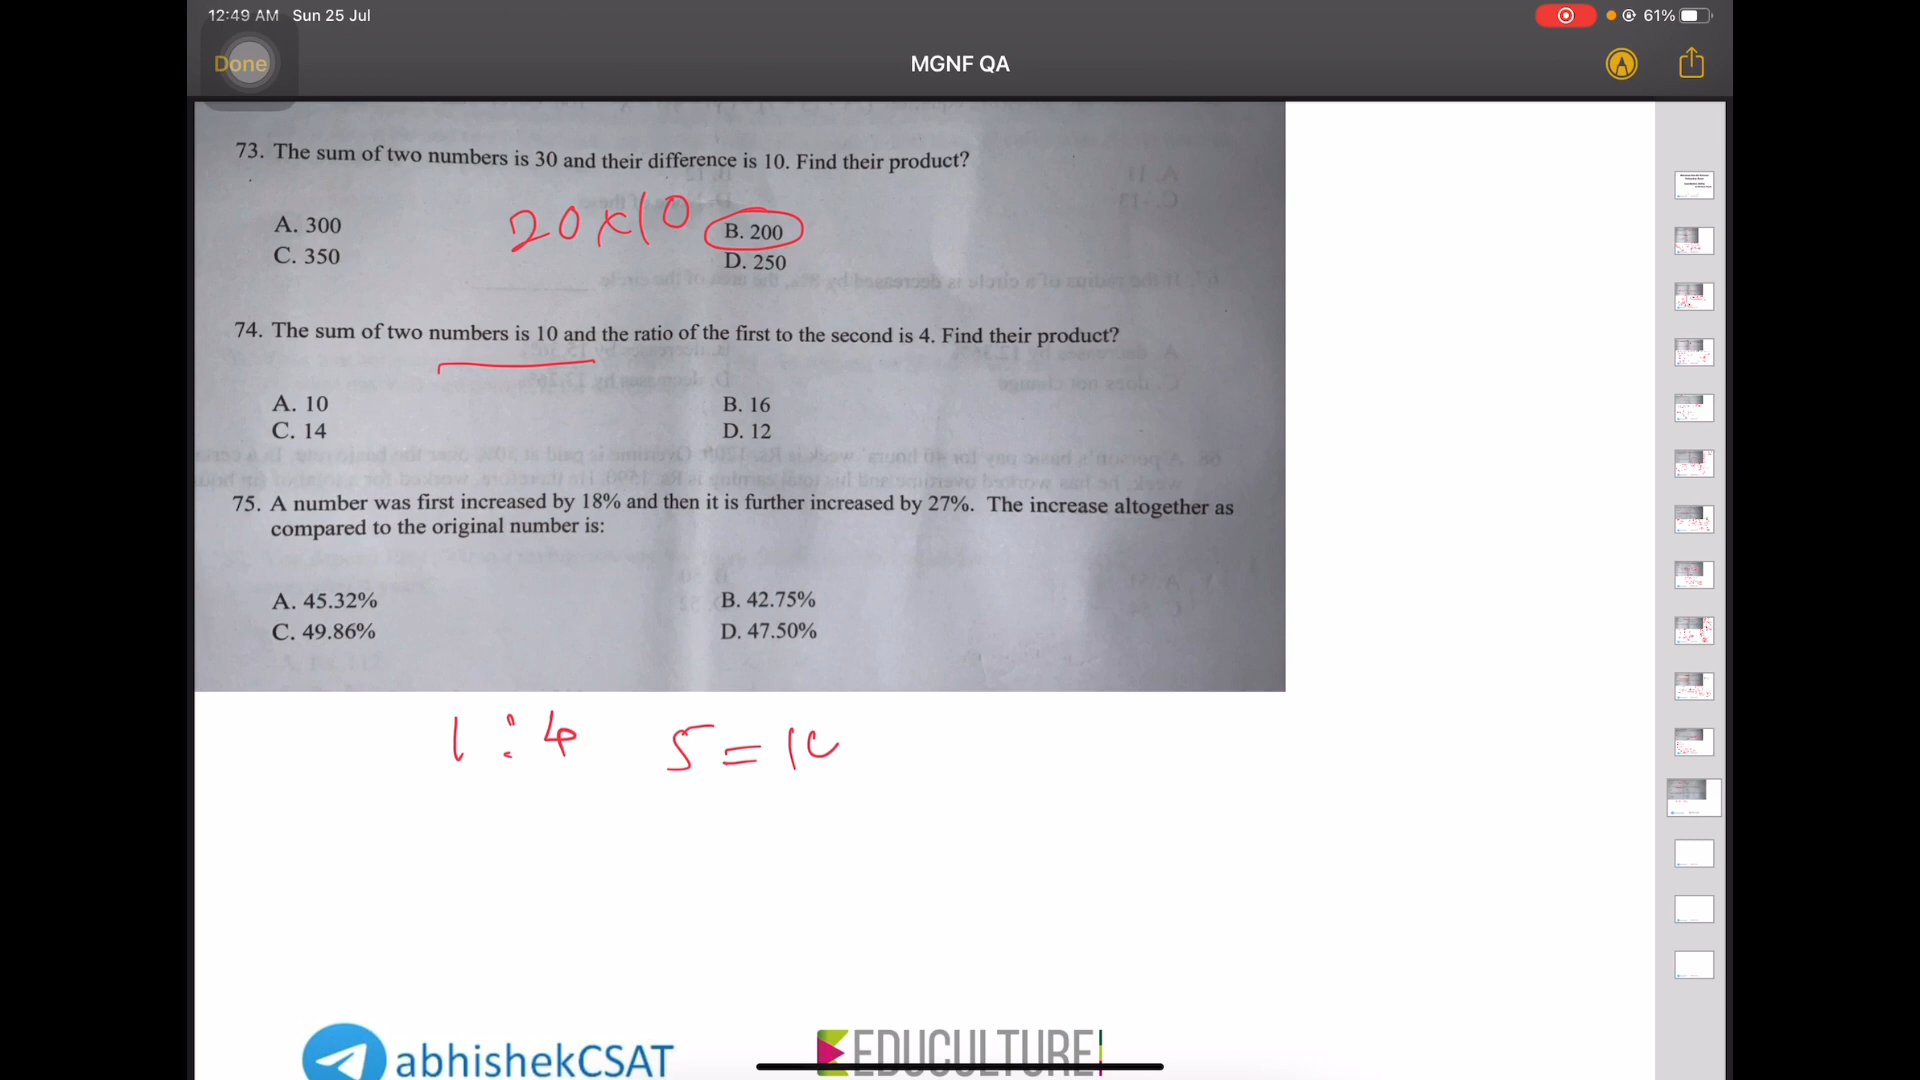 12:49 AM Sun 25 Jul
61%
Done
MGNF QA
73. The sum of two numbers is 30 and their difference is 10. Find their product?
A. 300
20 x 10
B. 200
C. 350
D. 250
74. The sum of two numbers is 10 and the ratio of the first to the second is 4. Find their product?
A. 10
B. 16
C. 14
D. 12
75. A number was first increased by 18% and then it is further increased by 27%. The increase altogether as
compared to the original number is:
A. 45.32%
B. 42.75%
C. 49.86%
D. 47.50%
1 : 4
5 = 10
abhishekCSAT
EDUCULTURE